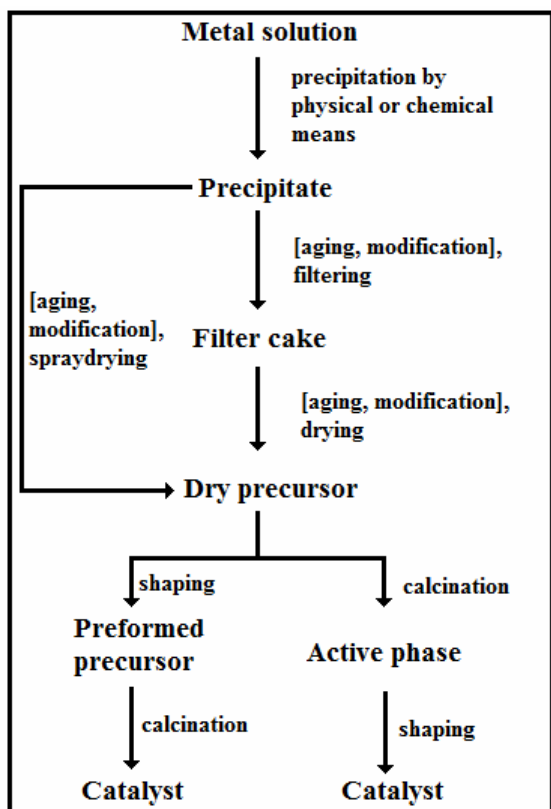 Metal solution
precipitation by
physical or chemical
means
Precipitate
[aging, modification],
filtering
[aging,
modification],
spraydrying
Filter cake
[aging, modification],
drying
Dry precursor
shaping
calcination
Preformed
precursor
Active phase
calcination
shaping
Catalyst
Catalyst